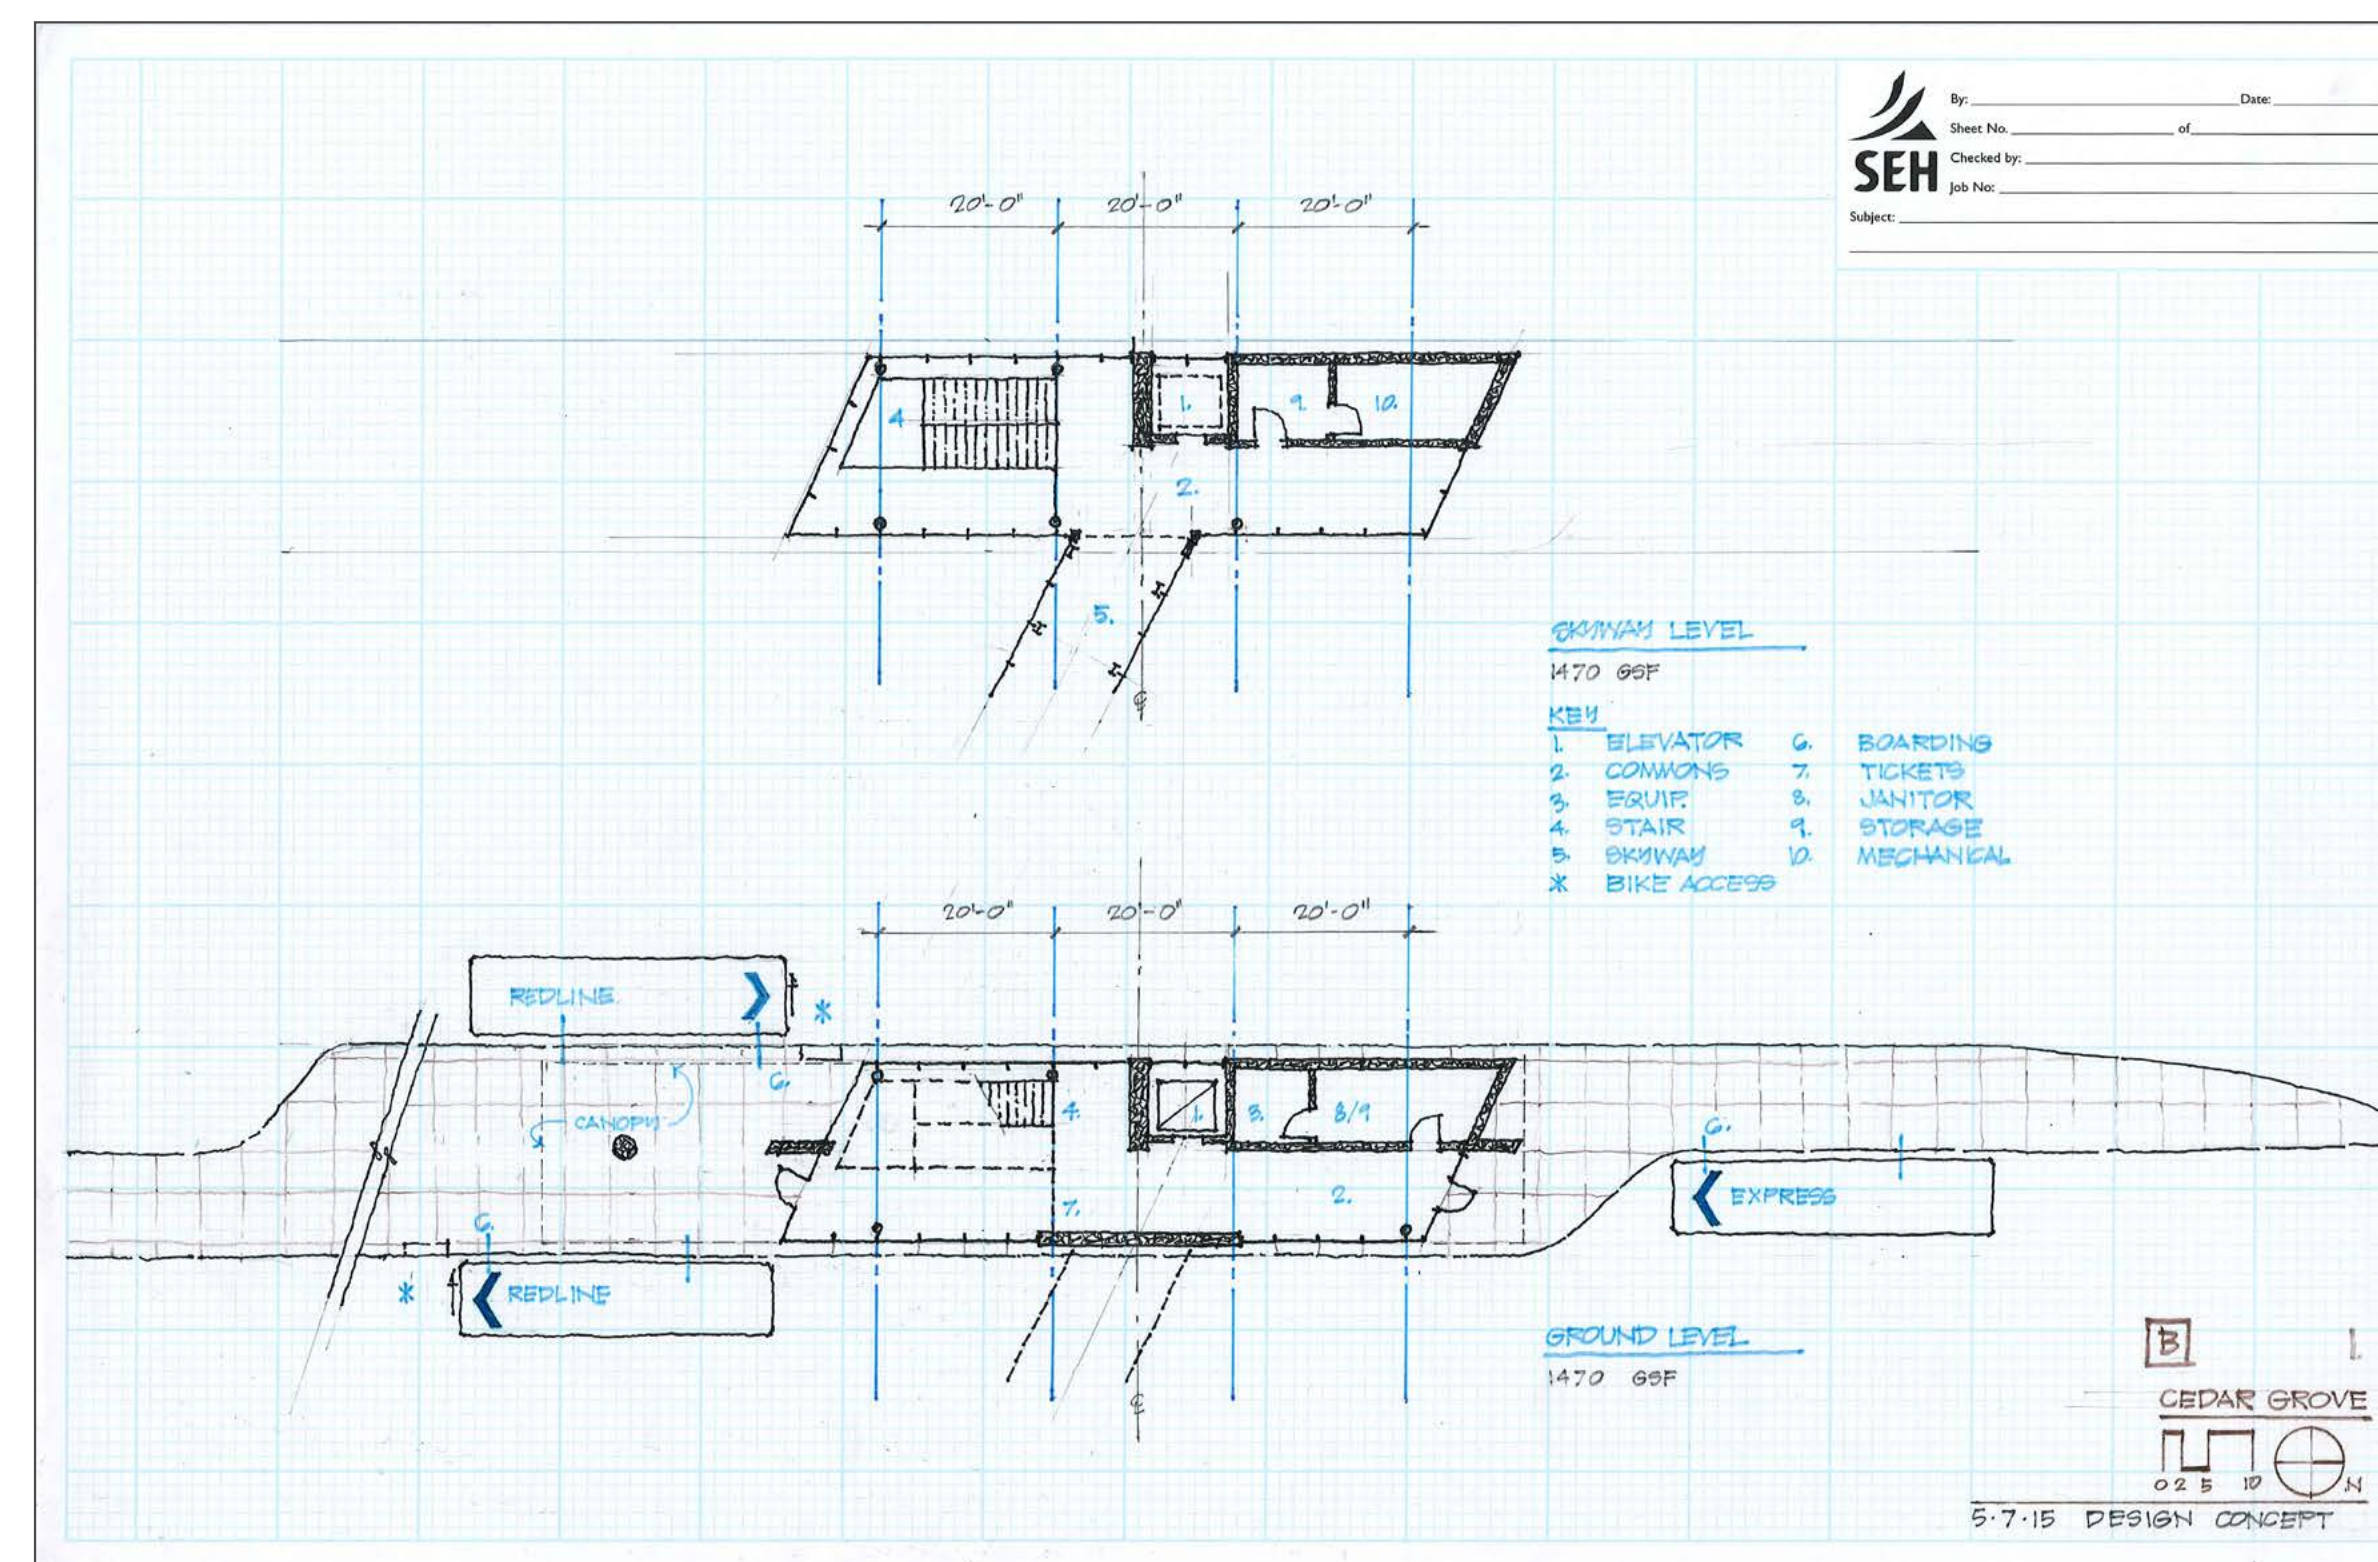 By: Date:
Sheet No. of
SEH
Checked by:
Job No:
Subject:
20'-0" 20'-0" 20'-0"
4. 1. 9. 10.
2.
5.
SKYWAY LEVEL
1470 GSF
KEY
1. ELEVATOR 6. BOARDING
2. COMMONS 7. TICKETS
3. EQUIP. 8. JANITOR
4. STAIR 9. STORAGE
5. SKYWAY 10. MECHANICAL
* BIKE ACCESS
20'-0" 20'-0" 20'-0"
REDLINE *
6.
CANOPY 4. 1. 3. 8/9 6.
7. 2. EXPRESS
6.
* REDLINE
GROUND LEVEL
1470 GSF
B 1.
CEDAR GROVE
0 2 5 10 N
5.7.15 DESIGN CONCEPT